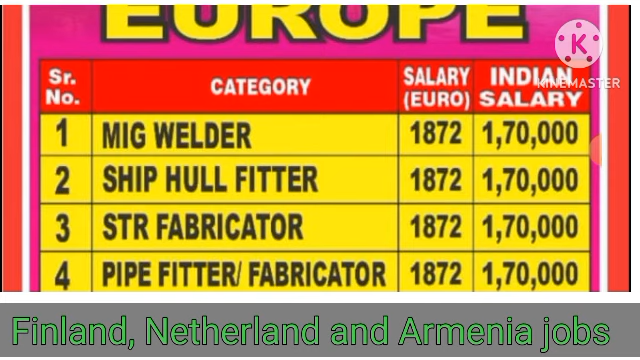 EUROPE
K
KINEMASTER
Sr. No. CATEGORY SALARY (EURO) INDIAN SALARY
1 MIG WELDER 1872 1,70,000
2 SHIP HULL FITTER 1872 1,70,000
3 STR FABRICATOR 1872 1,70,000
4 PIPE FITTER/ FABRICATOR 1872 1,70,000
Finland, Netherland and Armenia jobs